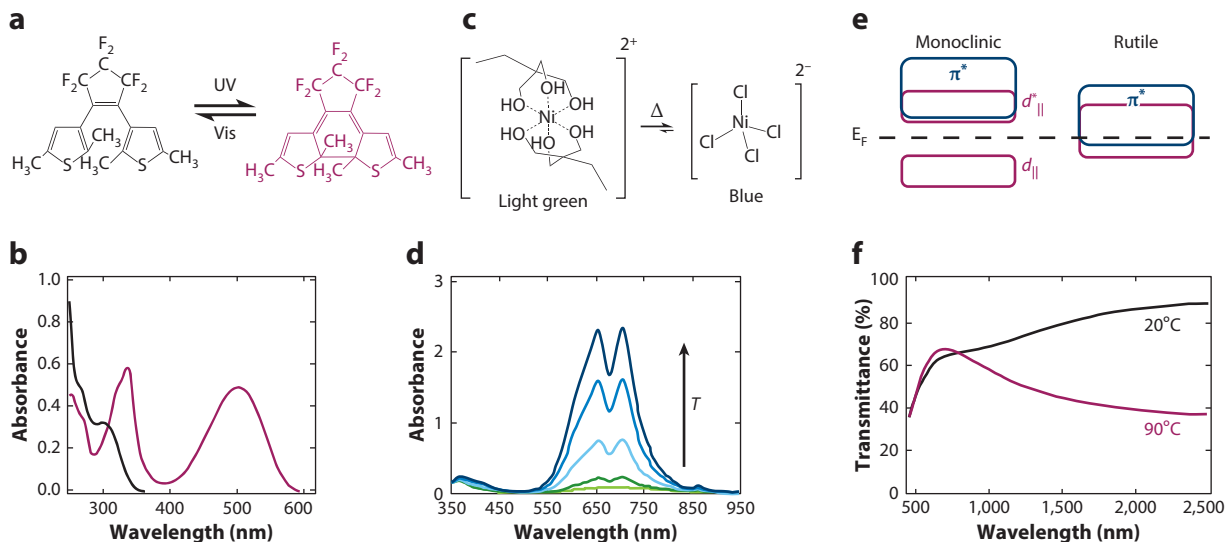 a
F₂
C
F₂C
CF₂
CH₃
H₃C
S
H₃C
S
CH₃
UV
Vis
F₂
C
F₂C
CF₂
CH₃
H₃C
S
H₃C
S
CH₃
b
Absorbance
1.0
0.8
0.6
0.4
0.2
0.0
300
400
500
600
Wavelength (nm)
c
2+
OH
HO
OH
Ni
HO
OH
HO
Light green
Δ
2−
Cl
Ni
Cl
Cl
Cl
Blue
d
Absorbance
3
2
1
0
T
350
450
550
650
750
850
950
Wavelength (nm)
e
Monoclinic
Rutile
π*
d*||
π*
E_F
d||
f
Transmittance (%)
100
80
60
40
20
0
20°C
90°C
500
1,000
1,500
2,000
2,500
Wavelength (nm)